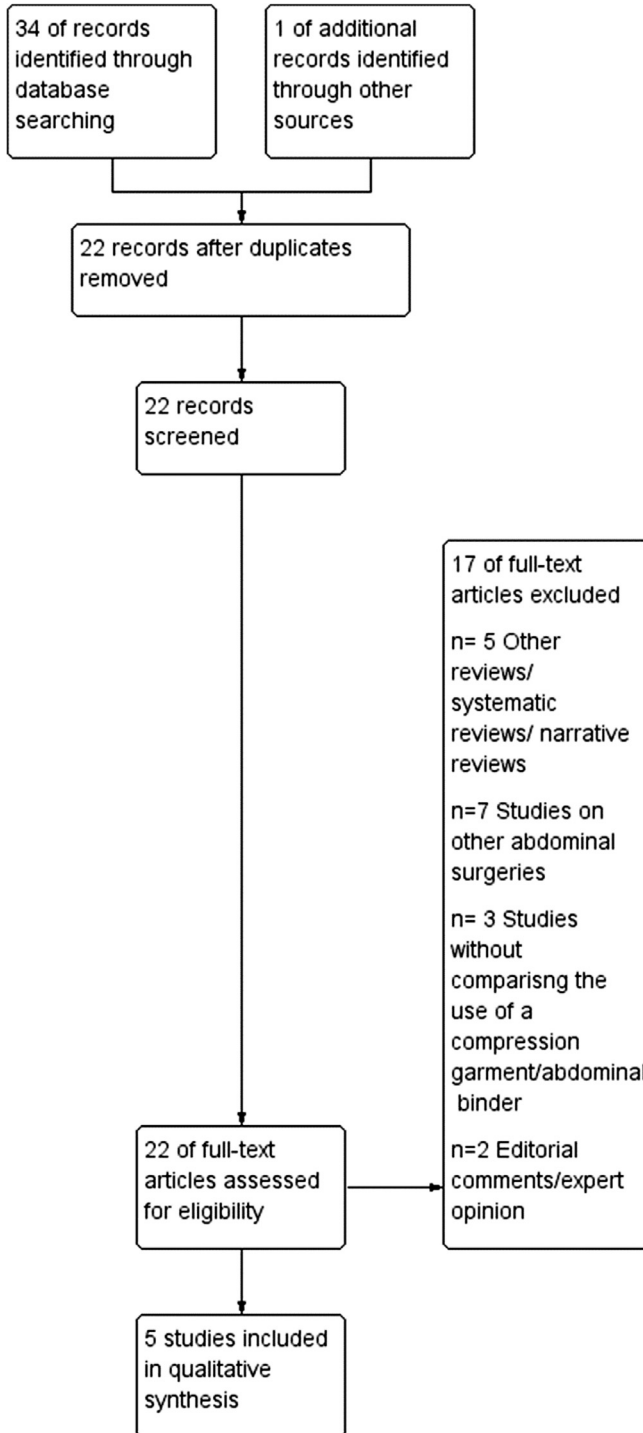 34 of records
identified through
database
searching
1 of additional
records identified
through other
sources
22 records after duplicates
removed
22 records
screened
17 of full-text
articles excluded
n= 5 Other
reviews/
systematic
reviews/ narrative
reviews
n=7 Studies on
other abdominal
surgeries
n= 3 Studies
without
comparisng the
use of a
compression
garment/abdominal
binder
n=2 Editorial
comments/expert
opinion
22 of full-text
articles assessed
for eligibility
5 studies included
in qualitative
synthesis